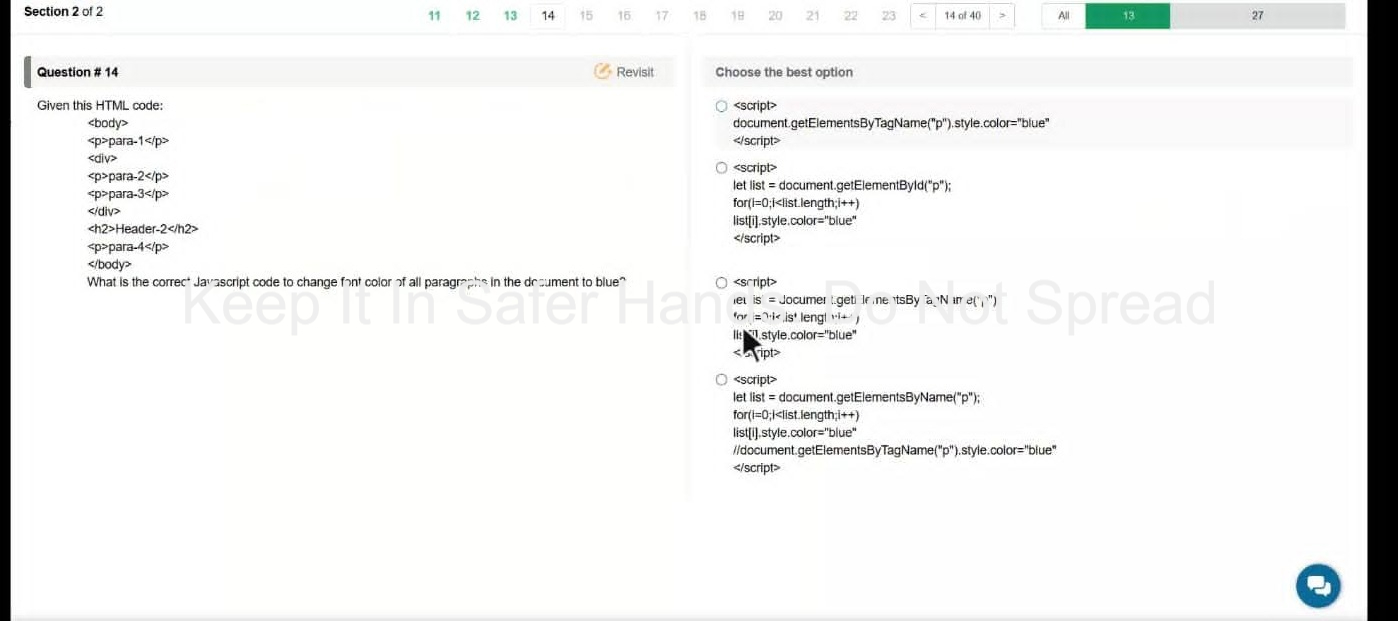 Section 2 of 2
11 12 13 14 15 16 17 18 19 20 21 22 23 < 14 of 40 > All 13 27
Question # 14
Revisit
Given this HTML code:
<body>
<p>para-1</p>
<div>
<p>para-2</p>
<p>para-3</p>
</div>
<h2>Header-2</h2>
<p>para-4</p>
</body>
What is the correct Javascript code to change font color of all paragraphs in the document to blue?
Keep It In Safer Hands Do Not Spread
Choose the best option
<script>
document.getElementsByTagName("p").style.color="blue"
</script>
<script>
let list = document.getElementById("p");
for(i=0;i<list.length;i++)
list[i].style.color="blue"
</script>
<script>
let list = document.getElementsByTagName("p")
for(i=0;i<list.length;i++)
list[i].style.color="blue"
</script>
<script>
let list = document.getElementsByName("p");
for(i=0;i<list.length;i++)
list[i].style.color="blue"
//document.getElementsByTagName("p").style.color="blue"
</script>